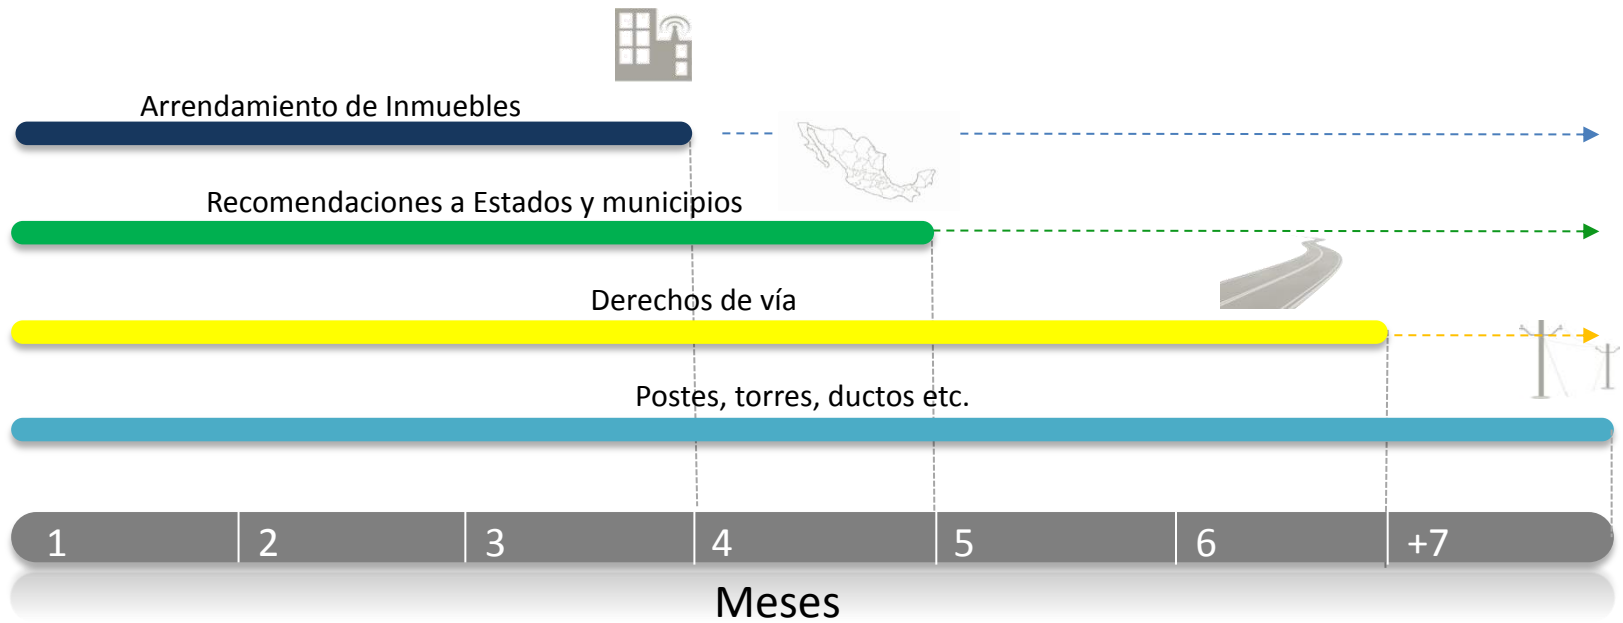 Arrendamiento de Inmuebles
Recomendaciones a Estados y municipios
Derechos de vía
Postes, torres, ductos etc.
1 2 3 4 5 6 +7
Meses